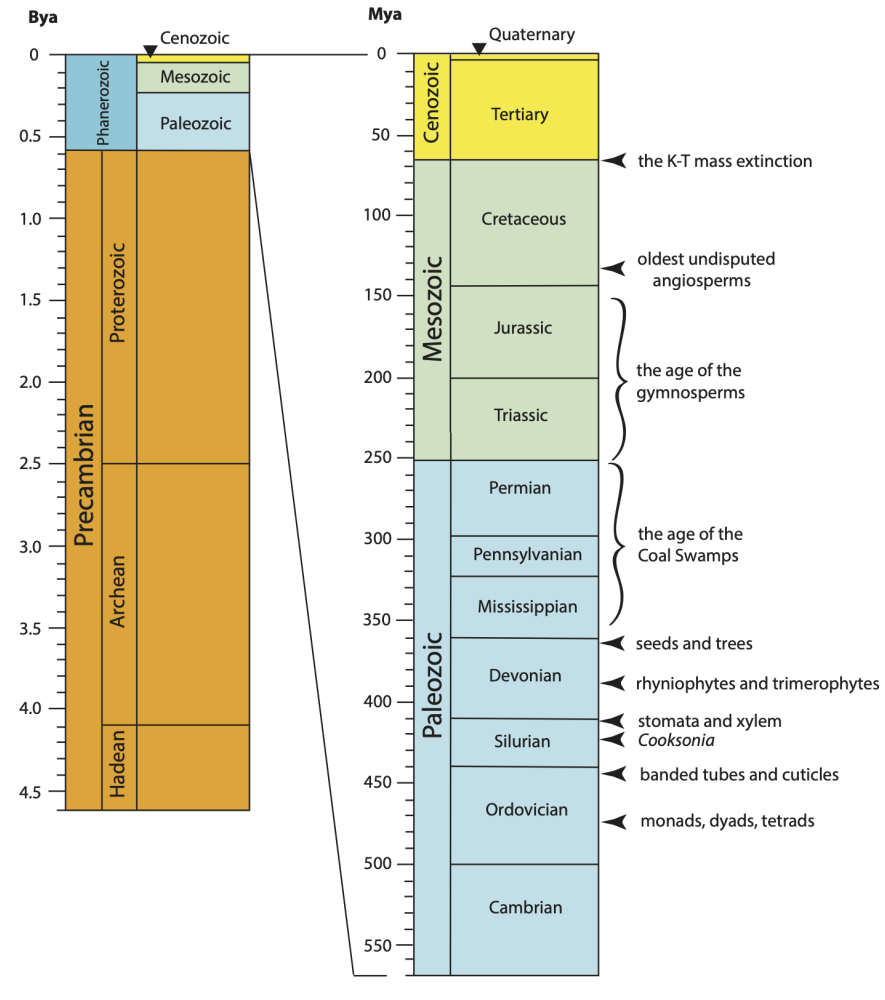 Bya
Cenozoic
0
Phanerozoic
Mesozoic
Paleozoic
0.5
1.0
1.5
2.0
2.5
3.0
3.5
4.0
4.5
Precambrian
Proterozoic
Archean
Hadean
Mya
Quaternary
0
50
100
150
200
250
300
350
400
450
500
550
Cenozoic
Mesozoic
Paleozoic
Tertiary
Cretaceous
Jurassic
Triassic
Permian
Pennsylvanian
Mississippian
Devonian
Silurian
Ordovician
Cambrian
the K-T mass extinction
oldest undisputed
angiosperms
the age of the
gymnosperms
the age of the
Coal Swamps
seeds and trees
rhyniophytes and trimerophytes
stomata and xylem
Cooksonia
banded tubes and cuticles
monads, dyads, tetrads